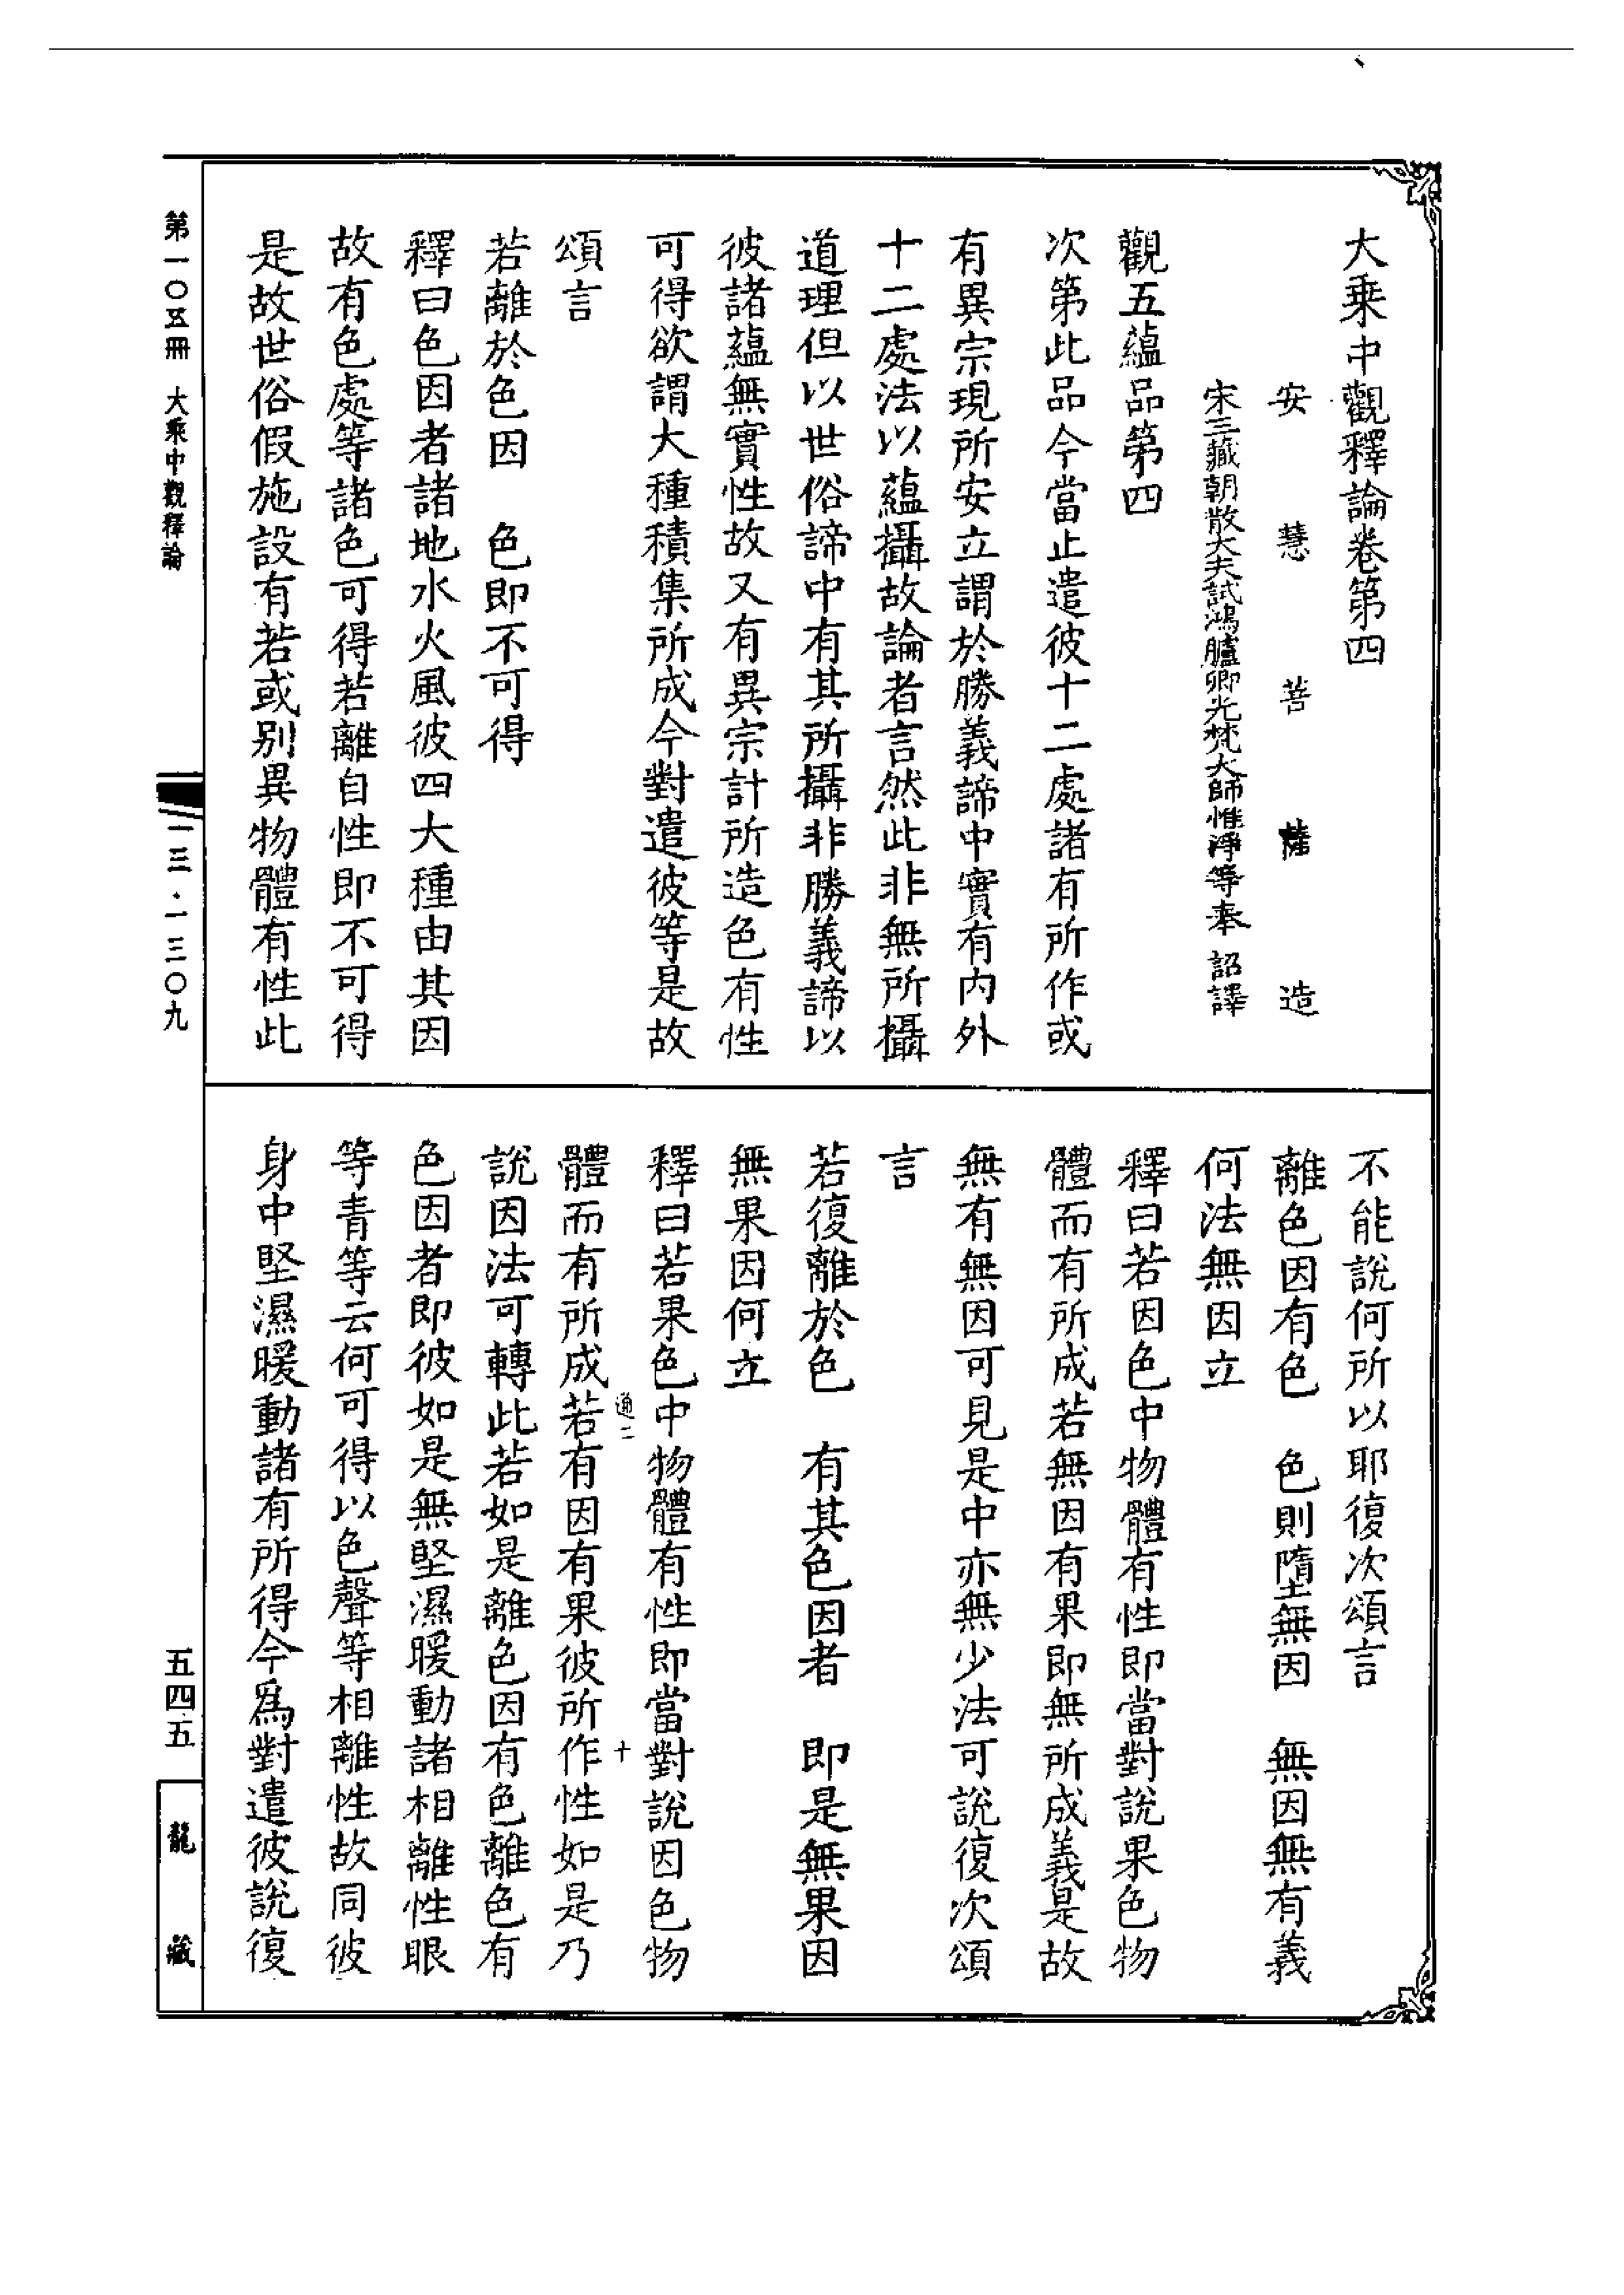 大乗中觀釋論卷第四
安慧菩薩造
宋三藏朝散大夫試鴻臚卿光梵大師惟淨等奉 詔譯
觀五蘊品第四
次第此品今當止遣彼十二處諸有所作或
有異宗現所安立謂於勝義諦中實有内外
十二處法以蘊攝故論者言然此非無所攝
道理但以世俗諦中有其所攝非勝義諦以
彼諸蘊無實性故又有異宗計所造色有性
可得欲謂大種積集所成今對遣彼等是故
頌言
若離於色因 色即不可得
釋曰色因者諸地水火風彼四大種由其因
故有色處等諸色可得若離自性即不可得
是故世俗假施設有若或别異物體有性此
不能說何所以耶復次頌言
離色因有色 色則墮無因 無因無有義
何法無因立
釋曰若因色中物體有性即當對說果色物
體而有所成若無因有果即無所成義是故
無有無因可見是中亦無少法可說復次頌
言
若復離於色 有其色因者 即是無果因
無果因何立
釋曰若果色中物體有性即當對說因色物
通二 十
體而有所成若有因有果彼所作性如是乃
說因法可轉此若如是離色因有色離色有
色因者即彼如是無堅濕暖動諸相離性眼
等青等云何可得以色聲等相離性故同彼
身中堅濕暖動諸有所得今爲對遣彼說復
第一〇五冊 大乘中觀釋論
一三·一三〇九
五四五
龍藏